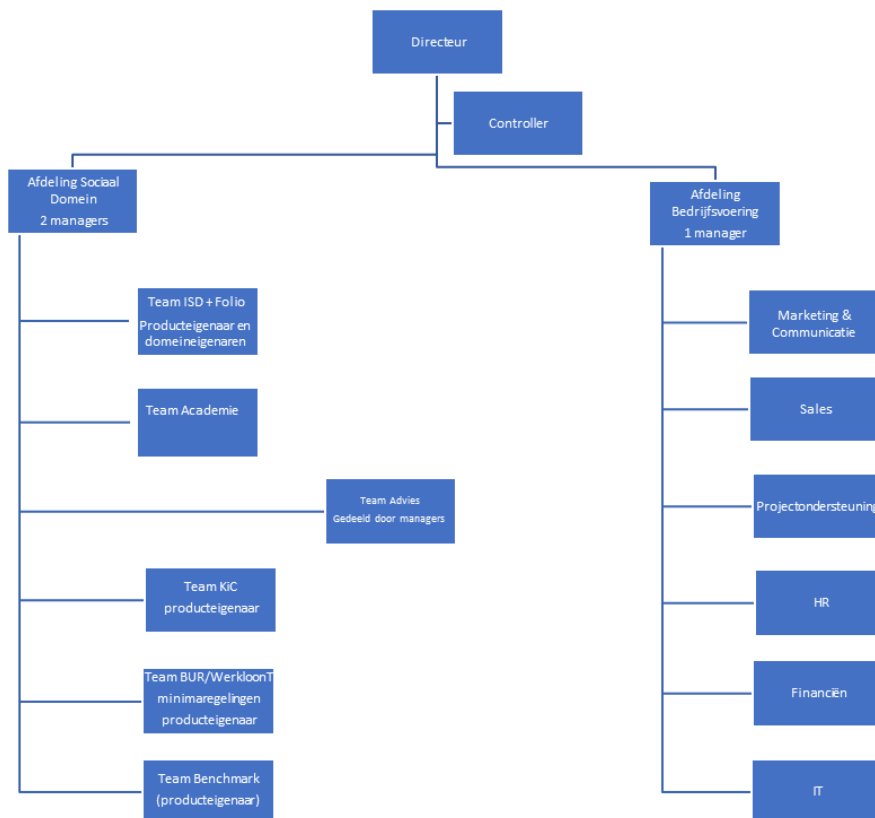 Directeur
Controller
Afdeling Sociaal
Domein
2 managers
Afdeling
Bedrijfsvoering
1 manager
Team ISD + Folio
Producteigenaar en
domeineigenaren
Team Academie
Team Advies
Gedeeld door managers
Team KiC
producteigenaar
Team BUR/WerkloonT
minimaregelingen
producteigenaar
Team Benchmark
(producteigenaar)
Marketing &
Communicatie
Sales
Projectondersteuning
HR
Financiën
IT